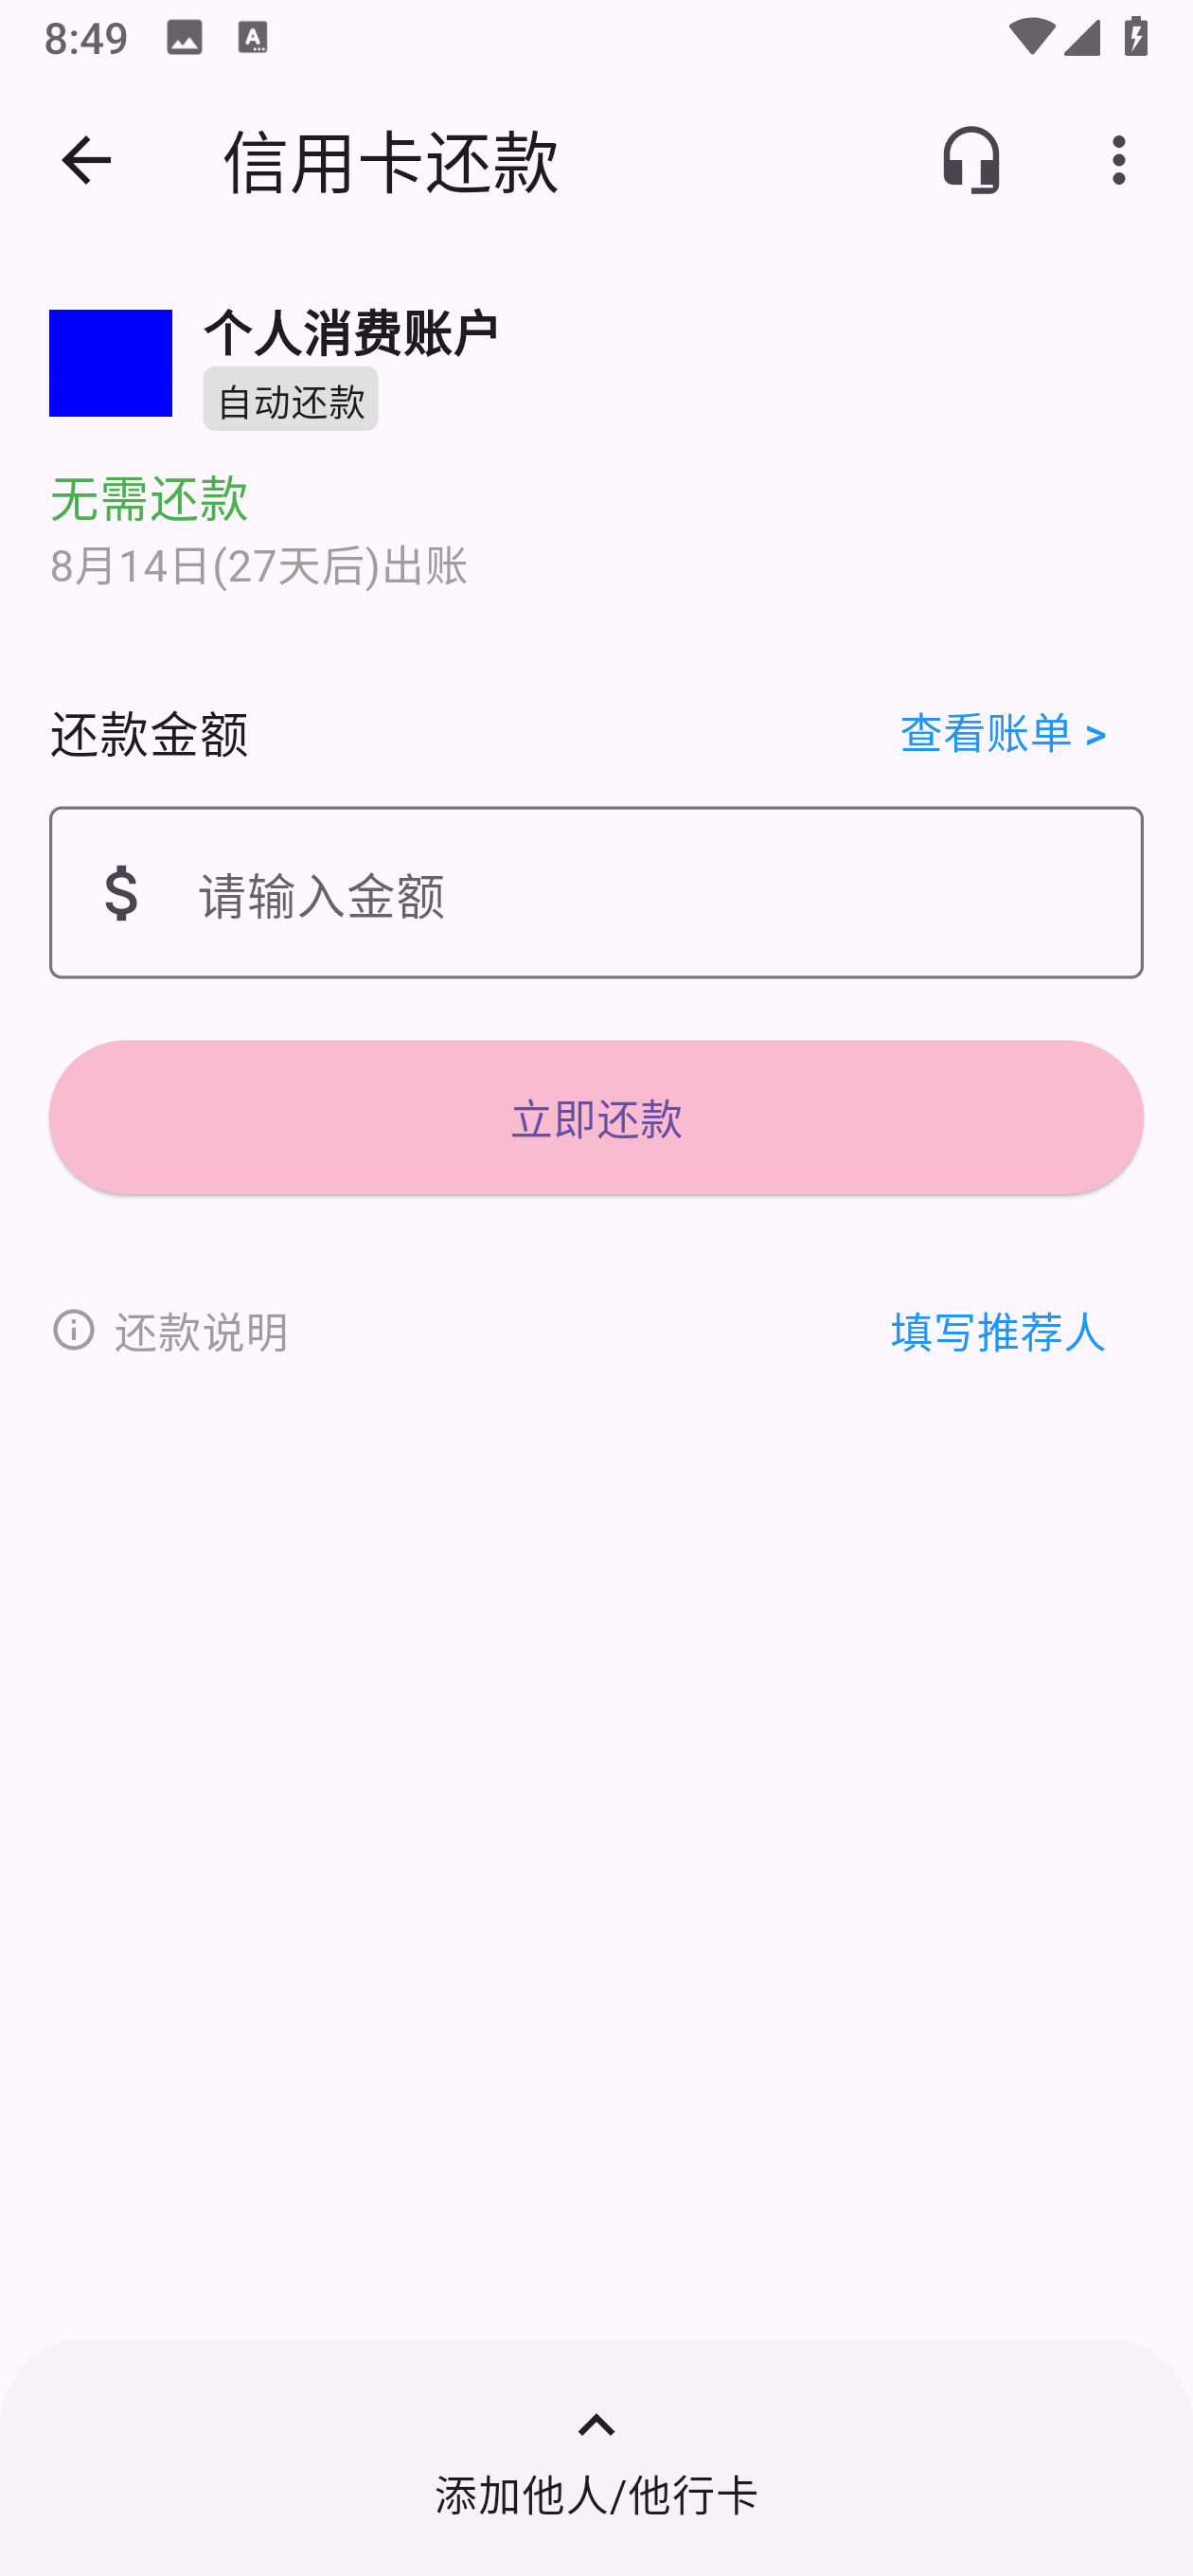 8:49
信用卡还款
个人消费账户
自动还款
无需还款
8月14日(27天后)出账
还款金额
查看账单 >
$ 请输入金额
立即还款
还款说明
填写推荐人
添加他人/他行卡